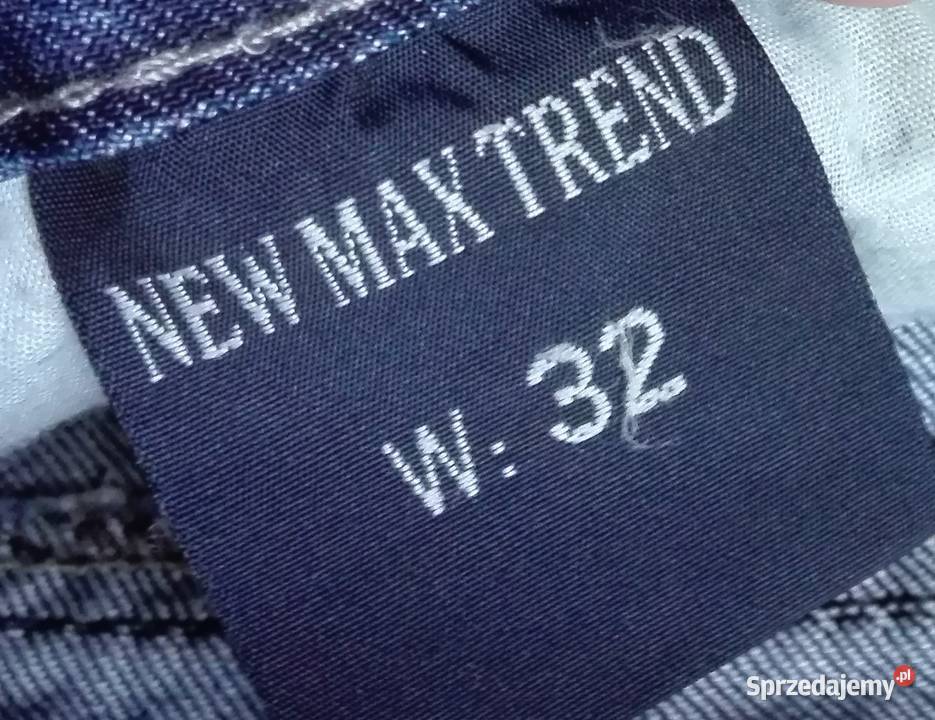 NEW MAX TREND
W: 32
Sprzedajemy.pl